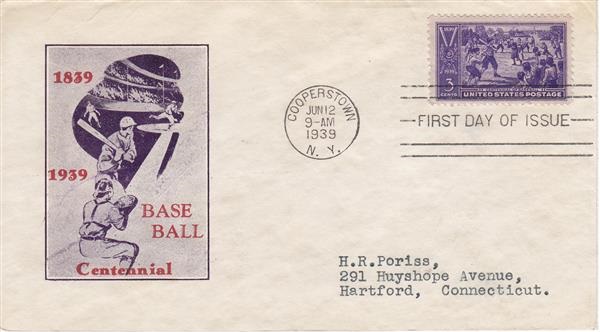 1839
1939
BASE
BALL
Centennial
COOPERSTOWN
JUN 12
9-AM
1939
N. Y.
3
CENTS
UNITED STATES POSTAGE
FIRST DAY OF ISSUE
H.R.Poriss,
291 Huyshope Avenue,
Hartford, Connecticut.